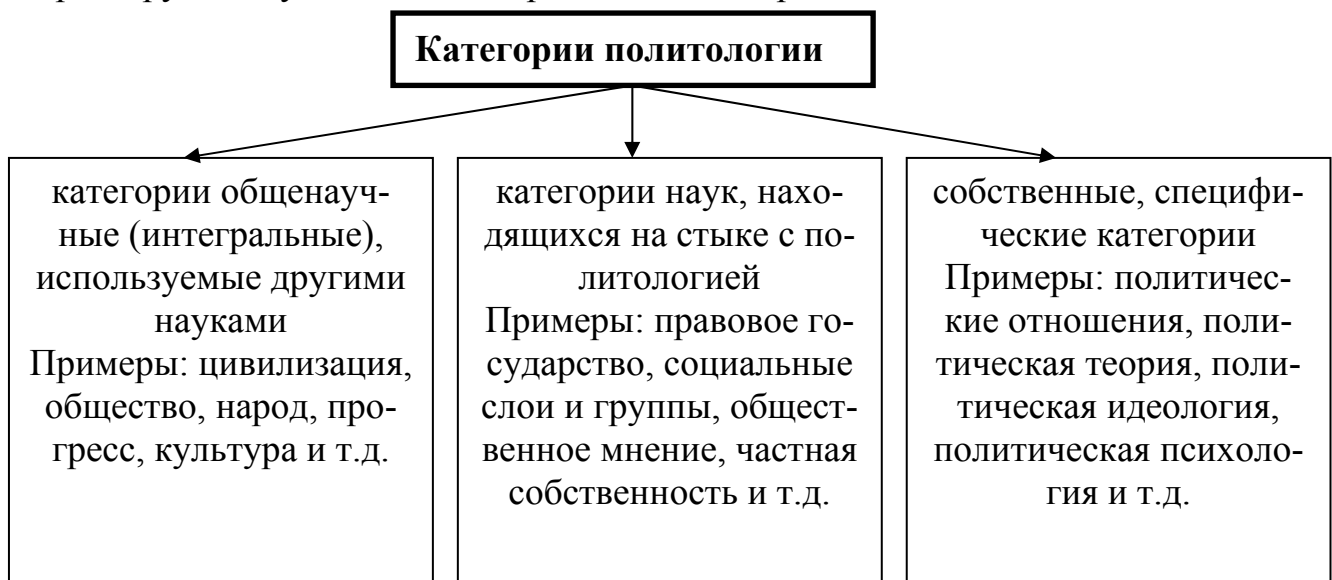 Категории политологии
категории общенауч-
ные (интегральные),
используемые другими
науками
Примеры: цивилизация,
общество, народ, про-
гресс, культура и т.д.
категории наук, нахо-
дящихся на стыке с по-
литологией
Примеры: правовое го-
сударство, социальные
слои и группы, общест-
венное мнение, частная
собственность и т.д.
собственные, специфи-
ческие категории
Примеры: политичес-
кие отношения, поли-
тическая теория, поли-
тическая идеология,
политическая психоло-
гия и т.д.